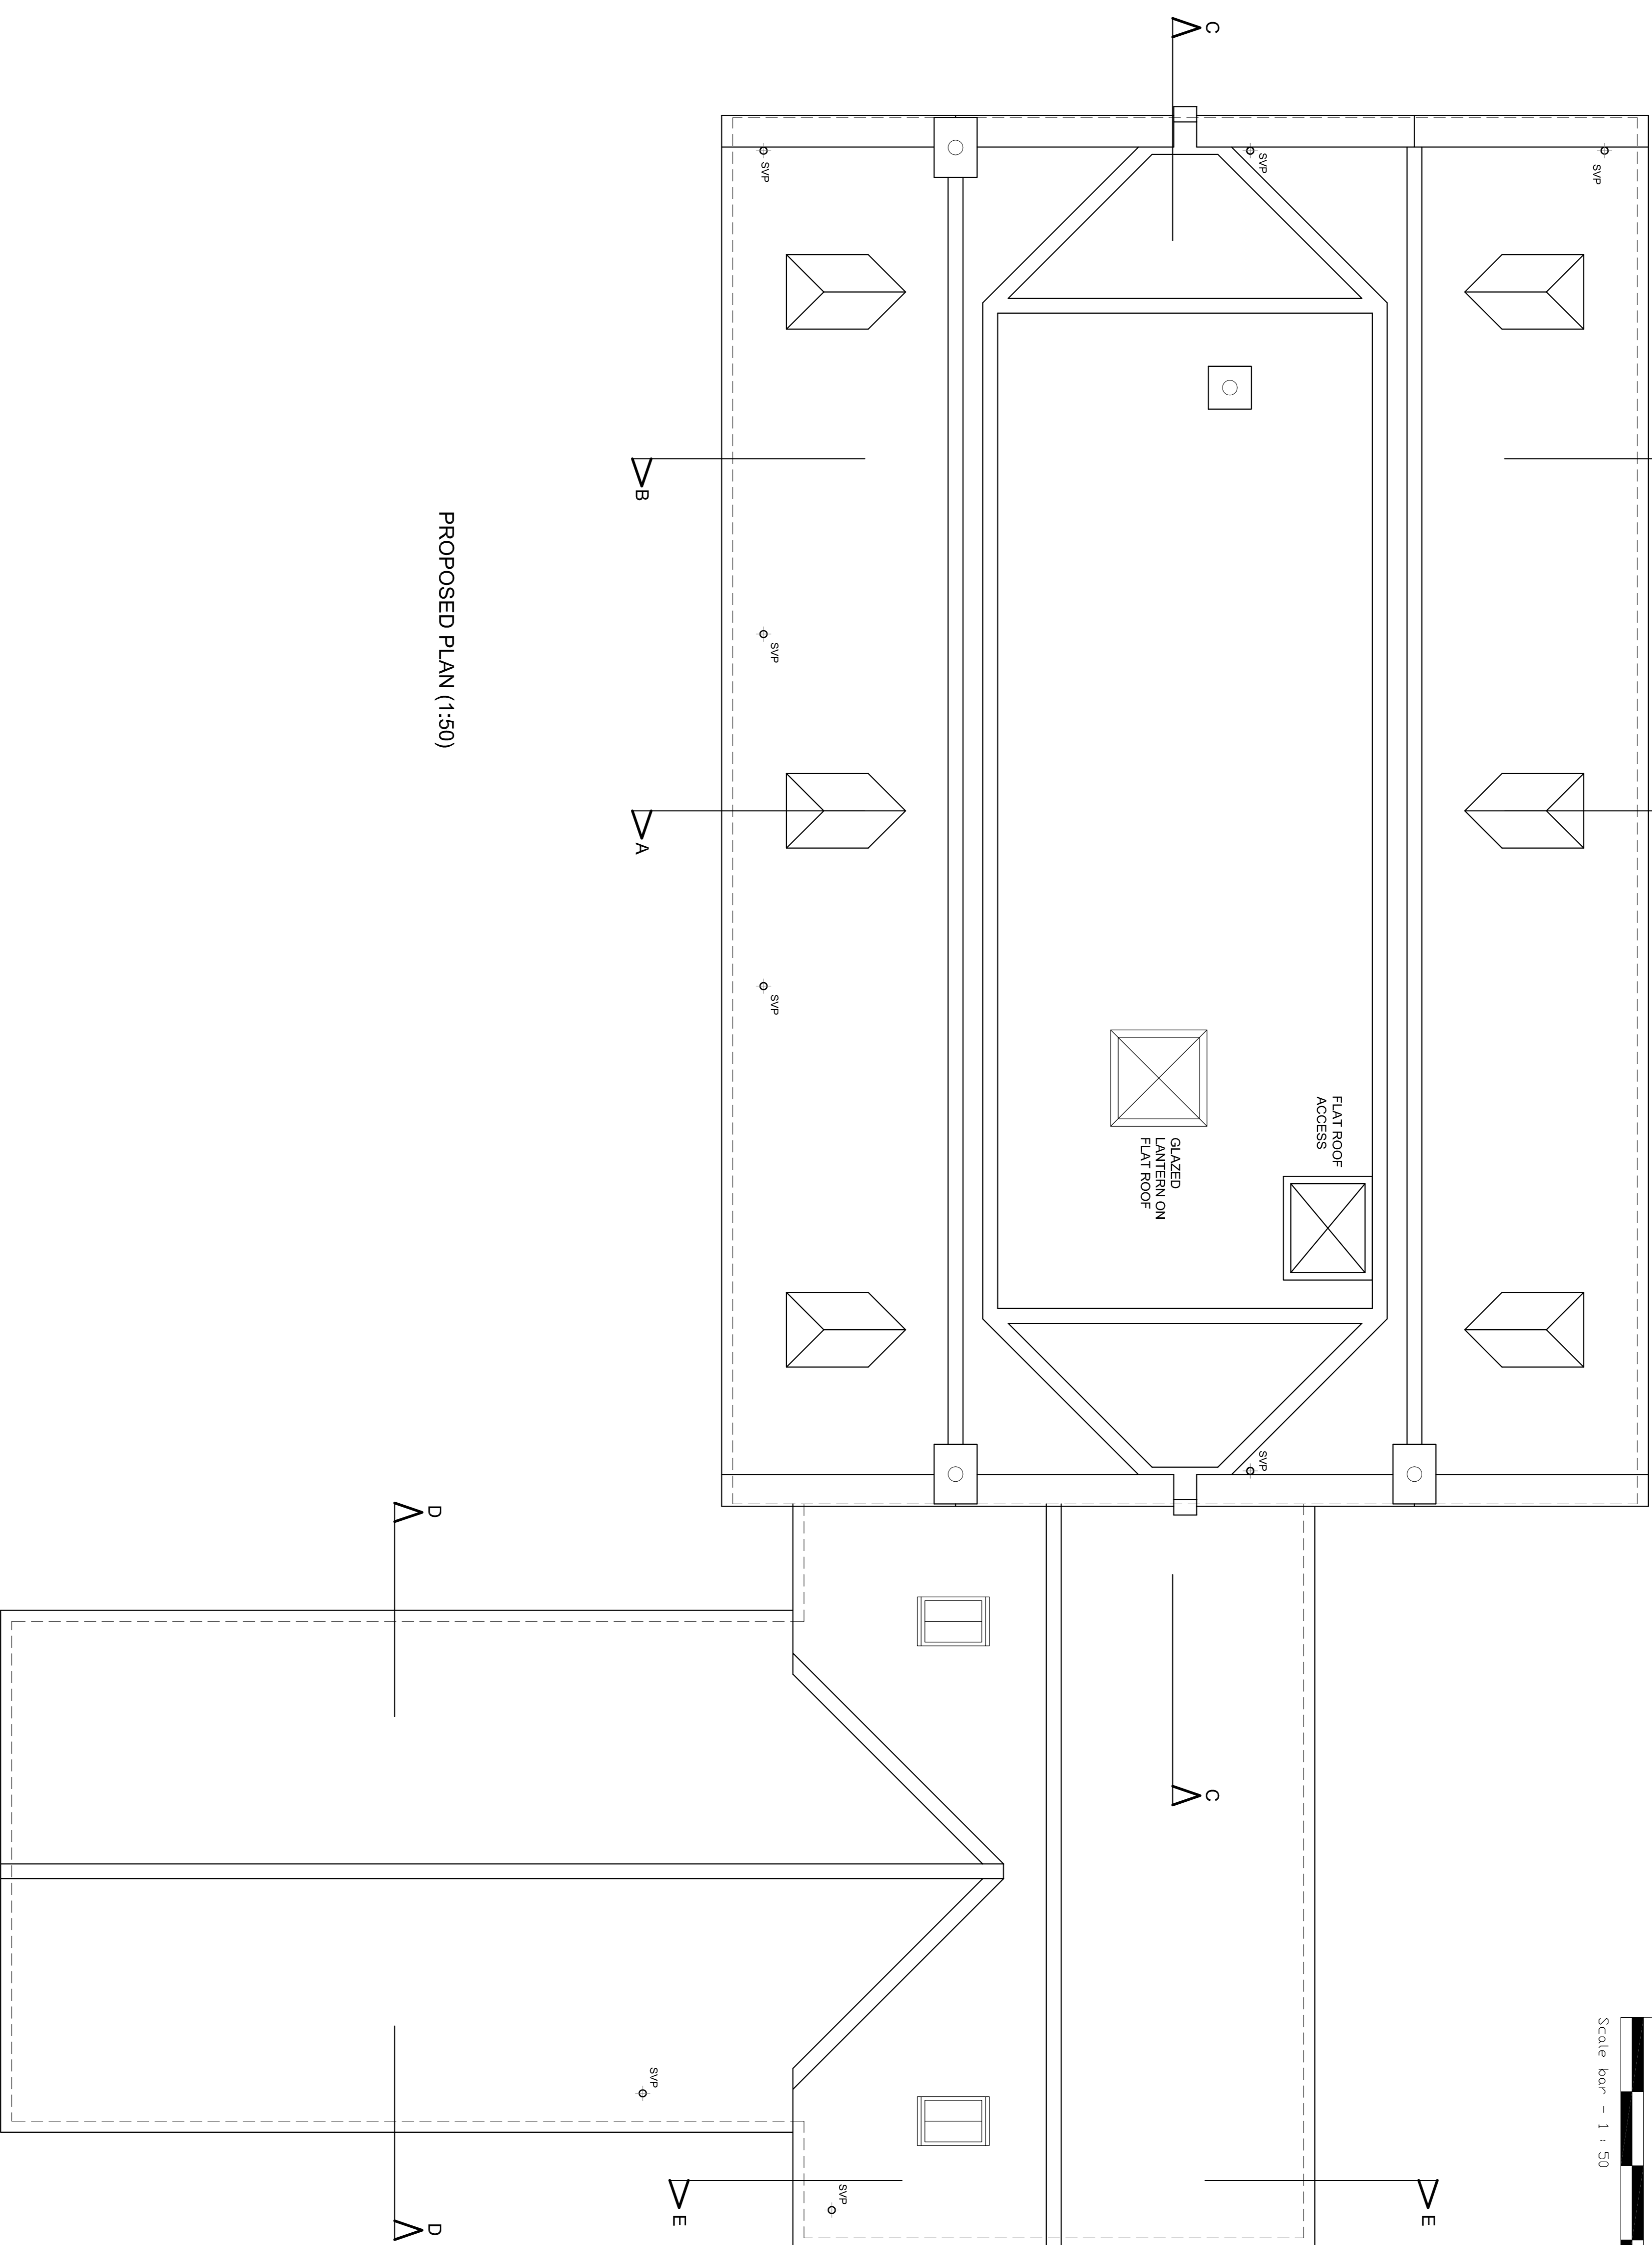 C
SVP
SVP
SVP
B
SVP
A
SVP
FLAT ROOF
ACCESS
GLAZED
LANTERN ON
FLAT ROOF
SVP
PROPOSED PLAN (1:50)
D
C
SVP
SVP
E
E
D
Scale bar - 1 : 50